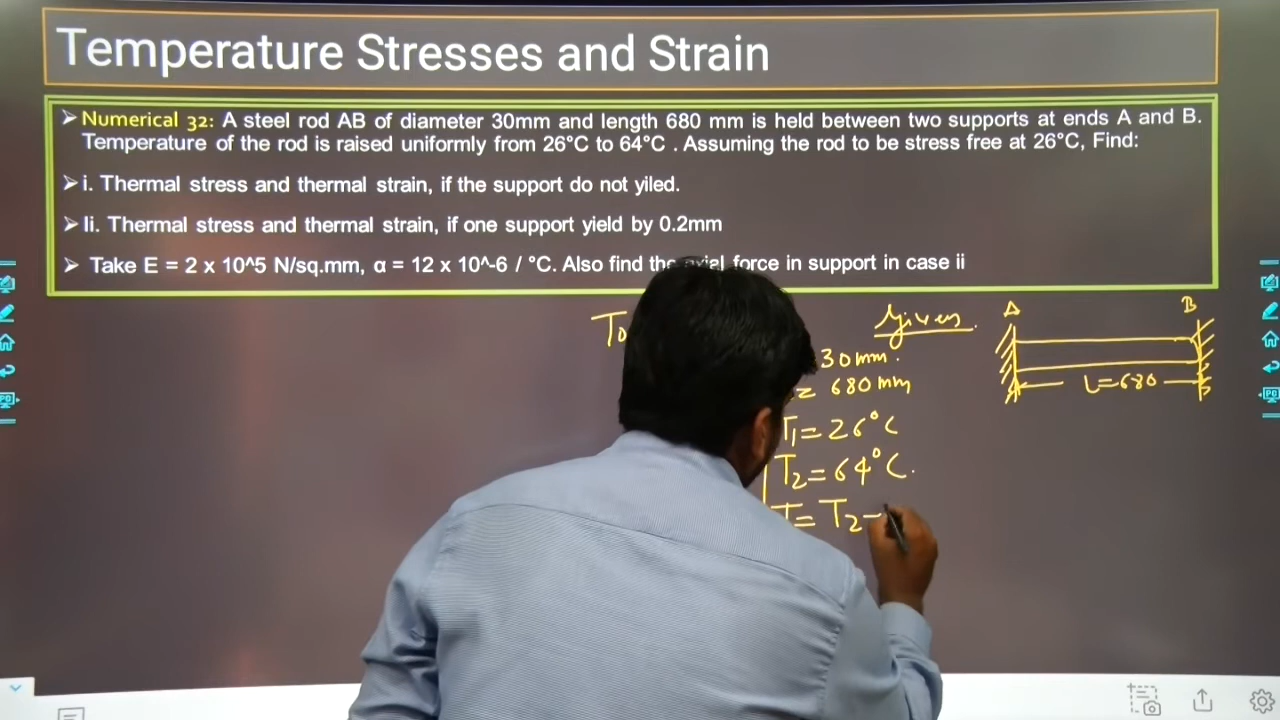 Temperature Stresses and Strain
➢ Numerical 32: A steel rod AB of diameter 30mm and length 680 mm is held between two supports at ends A and B.
Temperature of the rod is raised uniformly from 26°C to 64°C . Assuming the rod to be stress free at 26°C, Find:
➢ i. Thermal stress and thermal strain, if the support do not yiled.
➢ Ii. Thermal stress and thermal strain, if one support yield by 0.2mm
➢ Take E = 2 x 10^5 N/sq.mm, α = 12 x 10^-6 / °C. Also find the axial force in support in case ii
To
Given
A B
30mm.
= 680 mm
L=680
T1=26°C
T2=64°C.
T= T2-